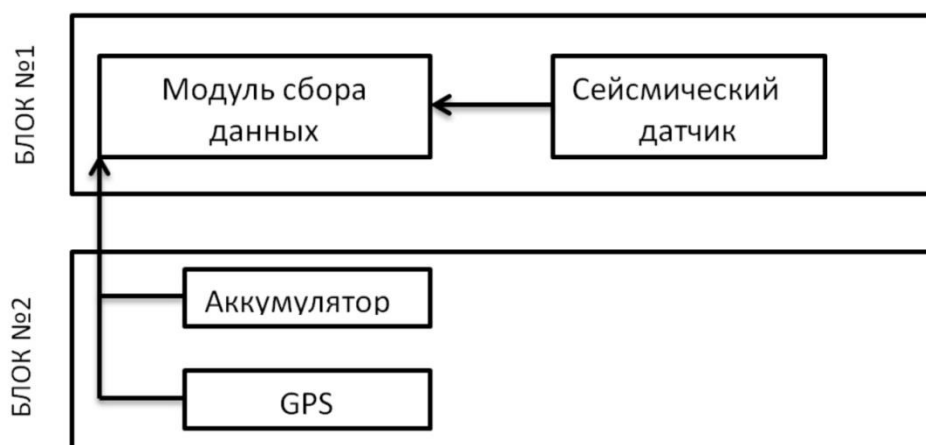 БЛОК №1
Модуль сбора
данных
Сейсмический
датчик
БЛОК №2
Аккумулятор
GPS